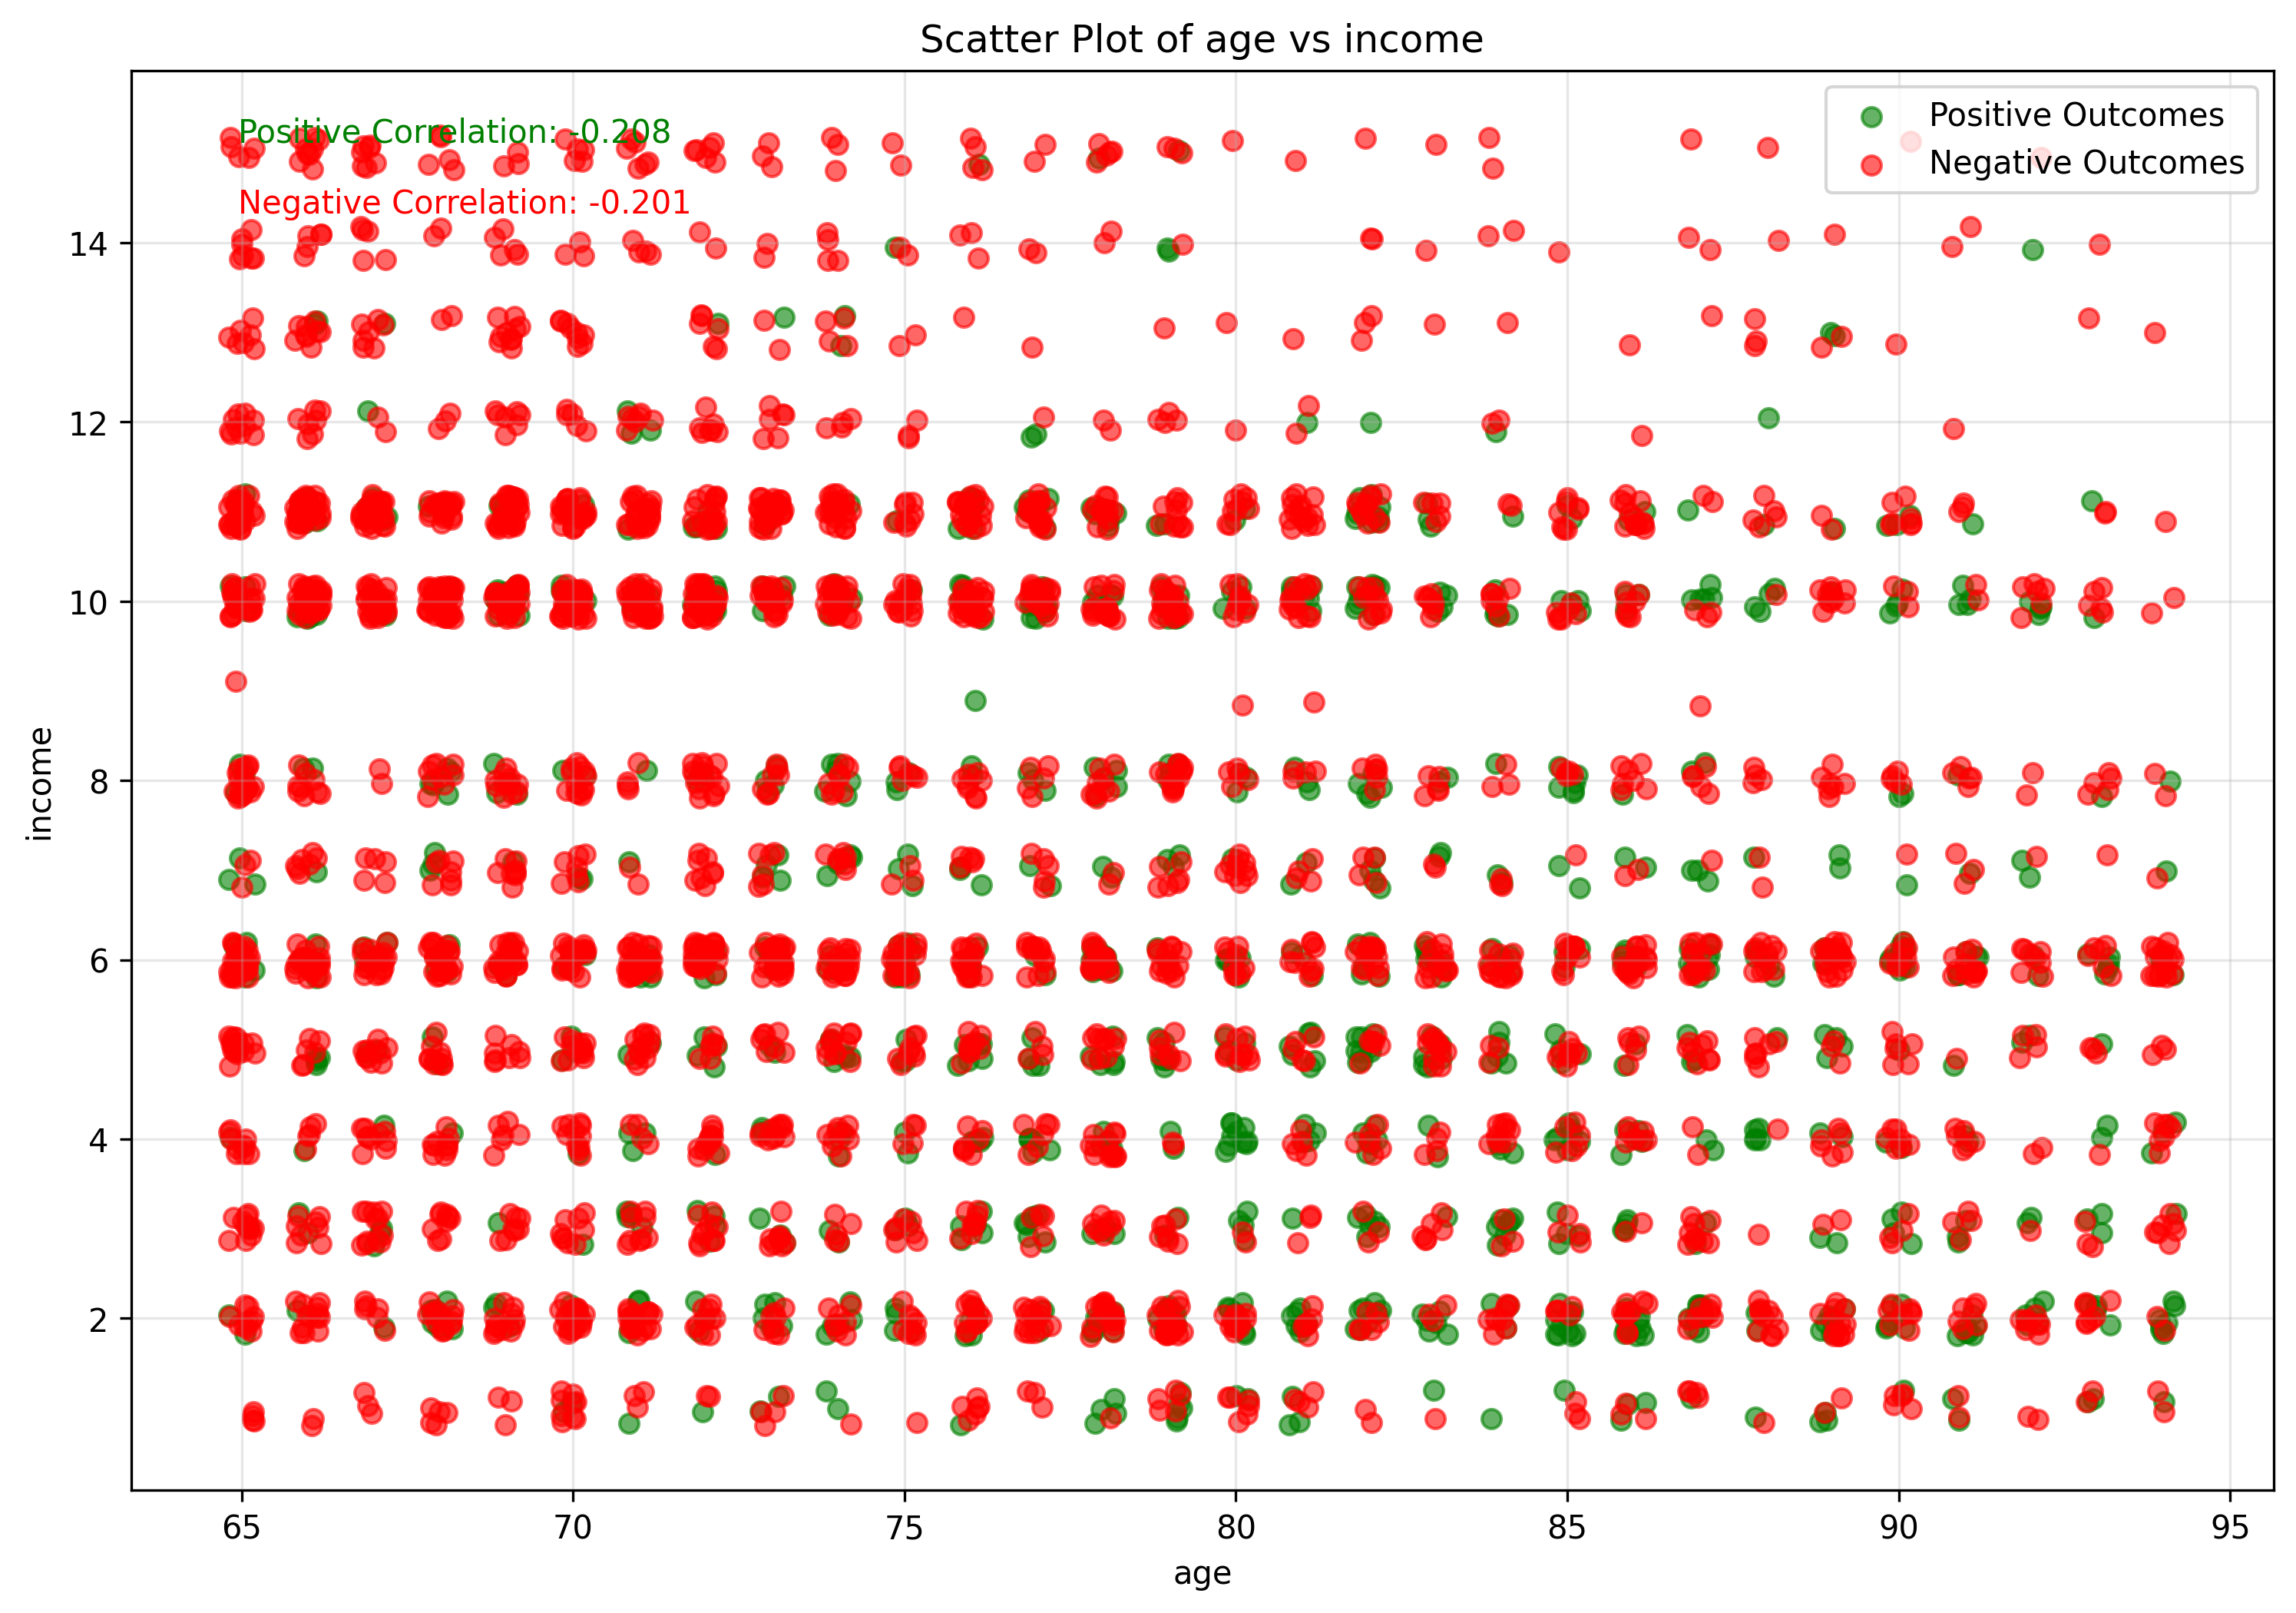 Scatter Plot of age vs income
Positive Correlation: -0.208
Negative Correlation: -0.201
Positive Outcomes
Negative Outcomes
income
14
12
10
8
6
4
2
65
70
75
80
85
90
95
age